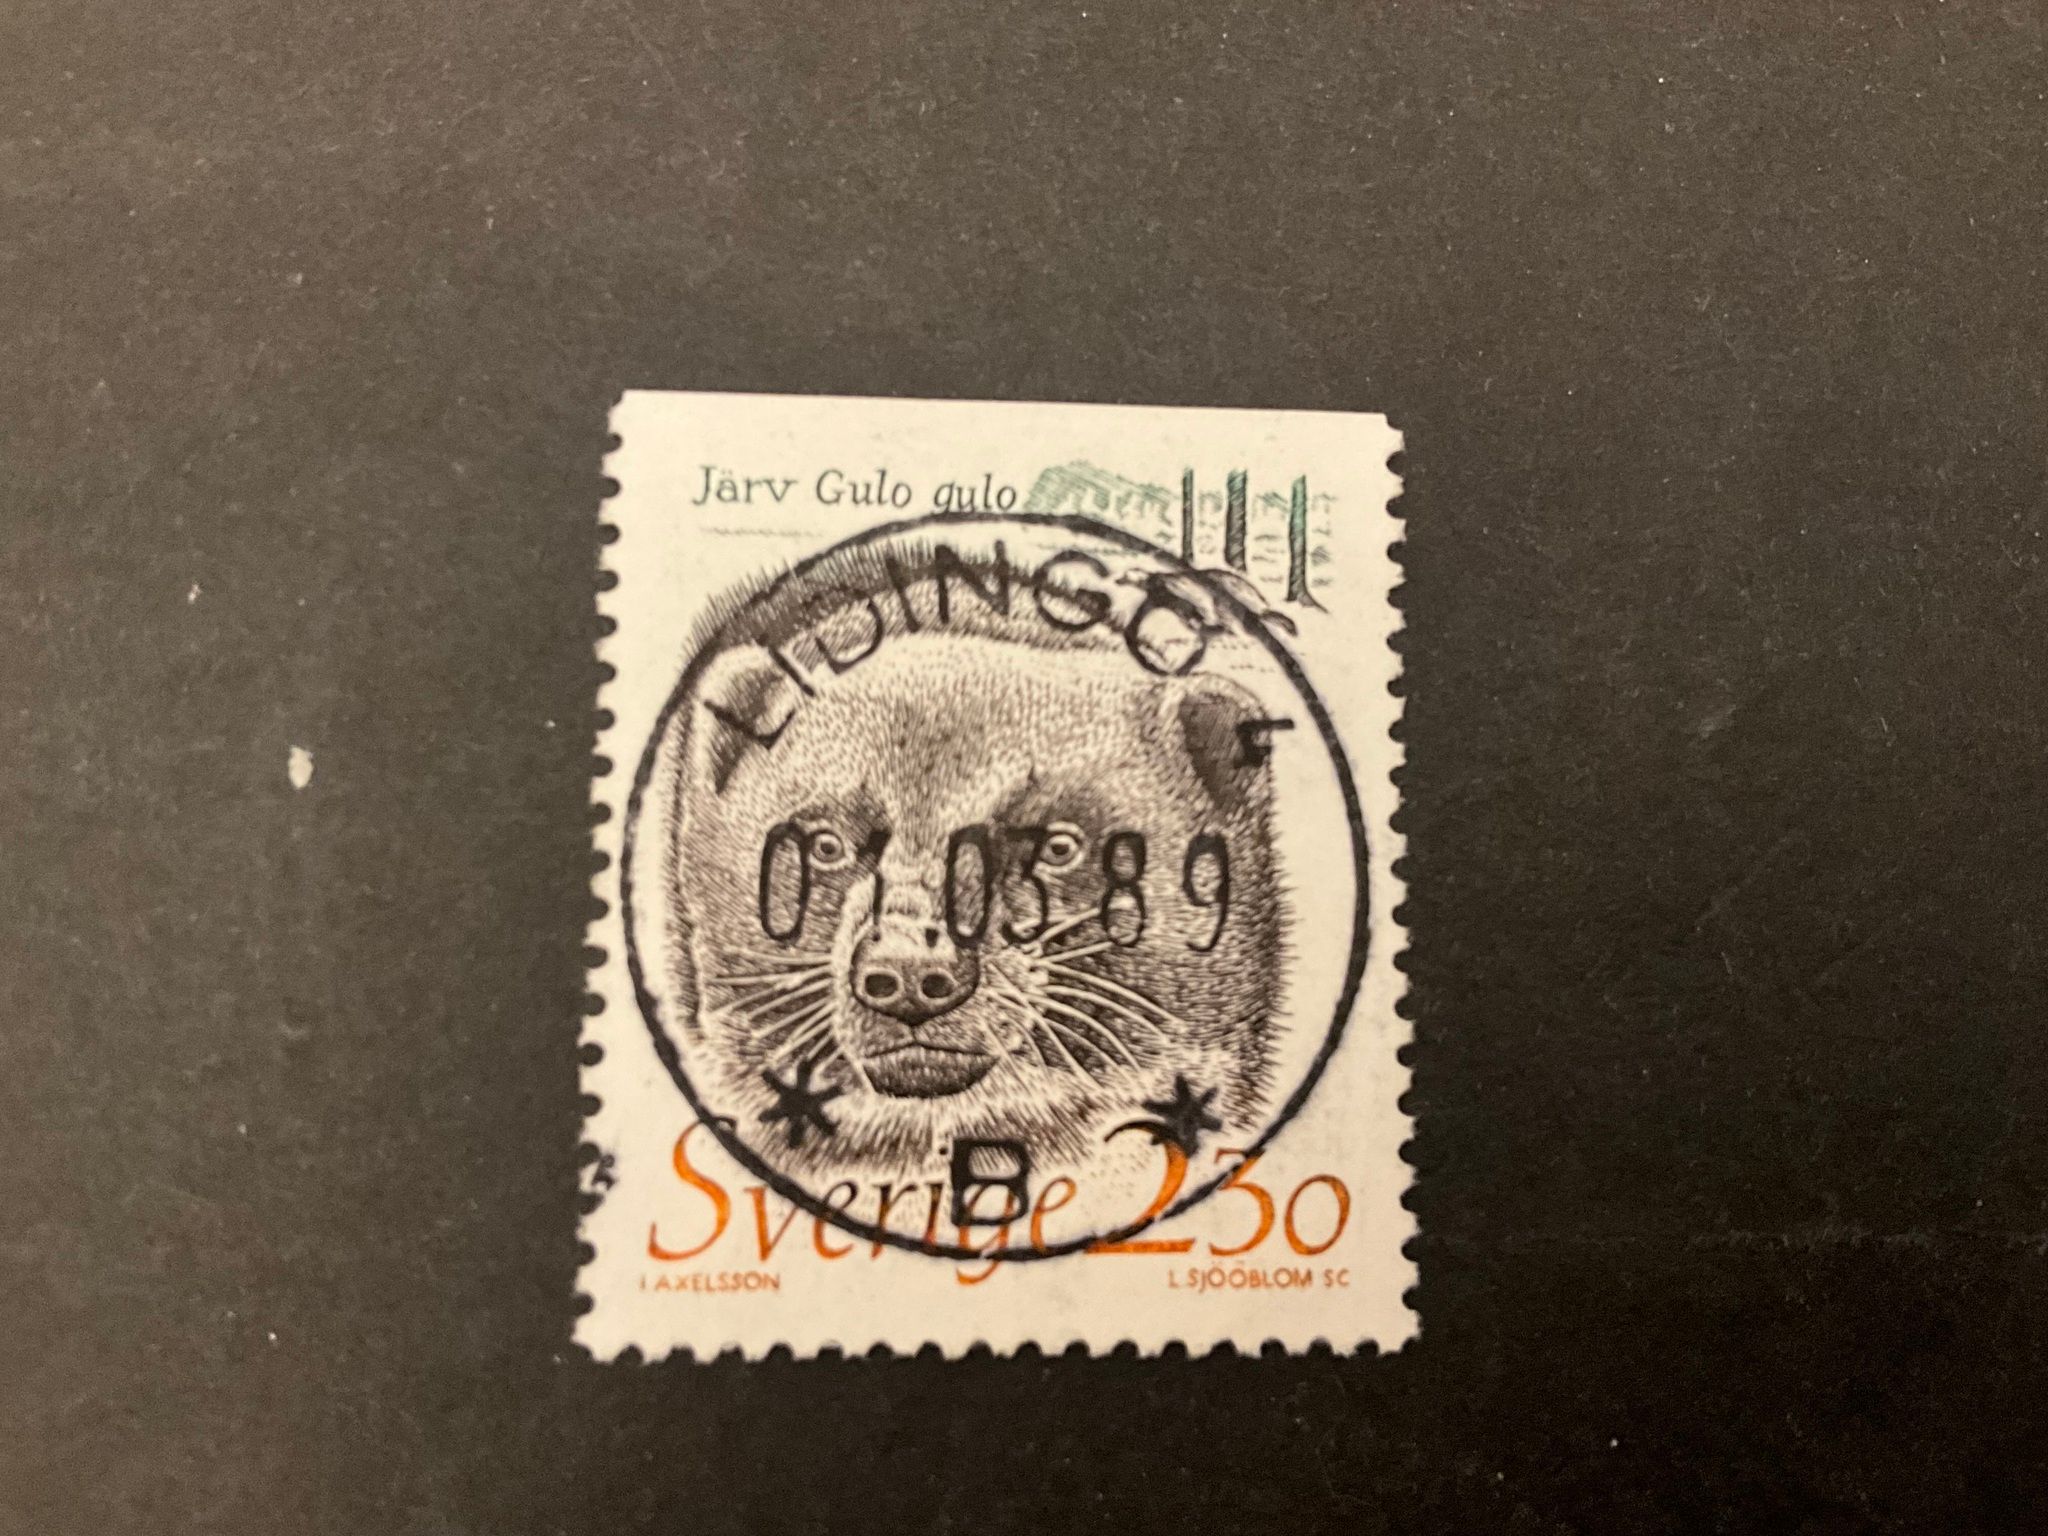 Järv Gulo gulo
LIDINGÖ 1
01.03 89
* B *
Sverige 230
I AXELSSON
L.SJÖÖBLOM SC